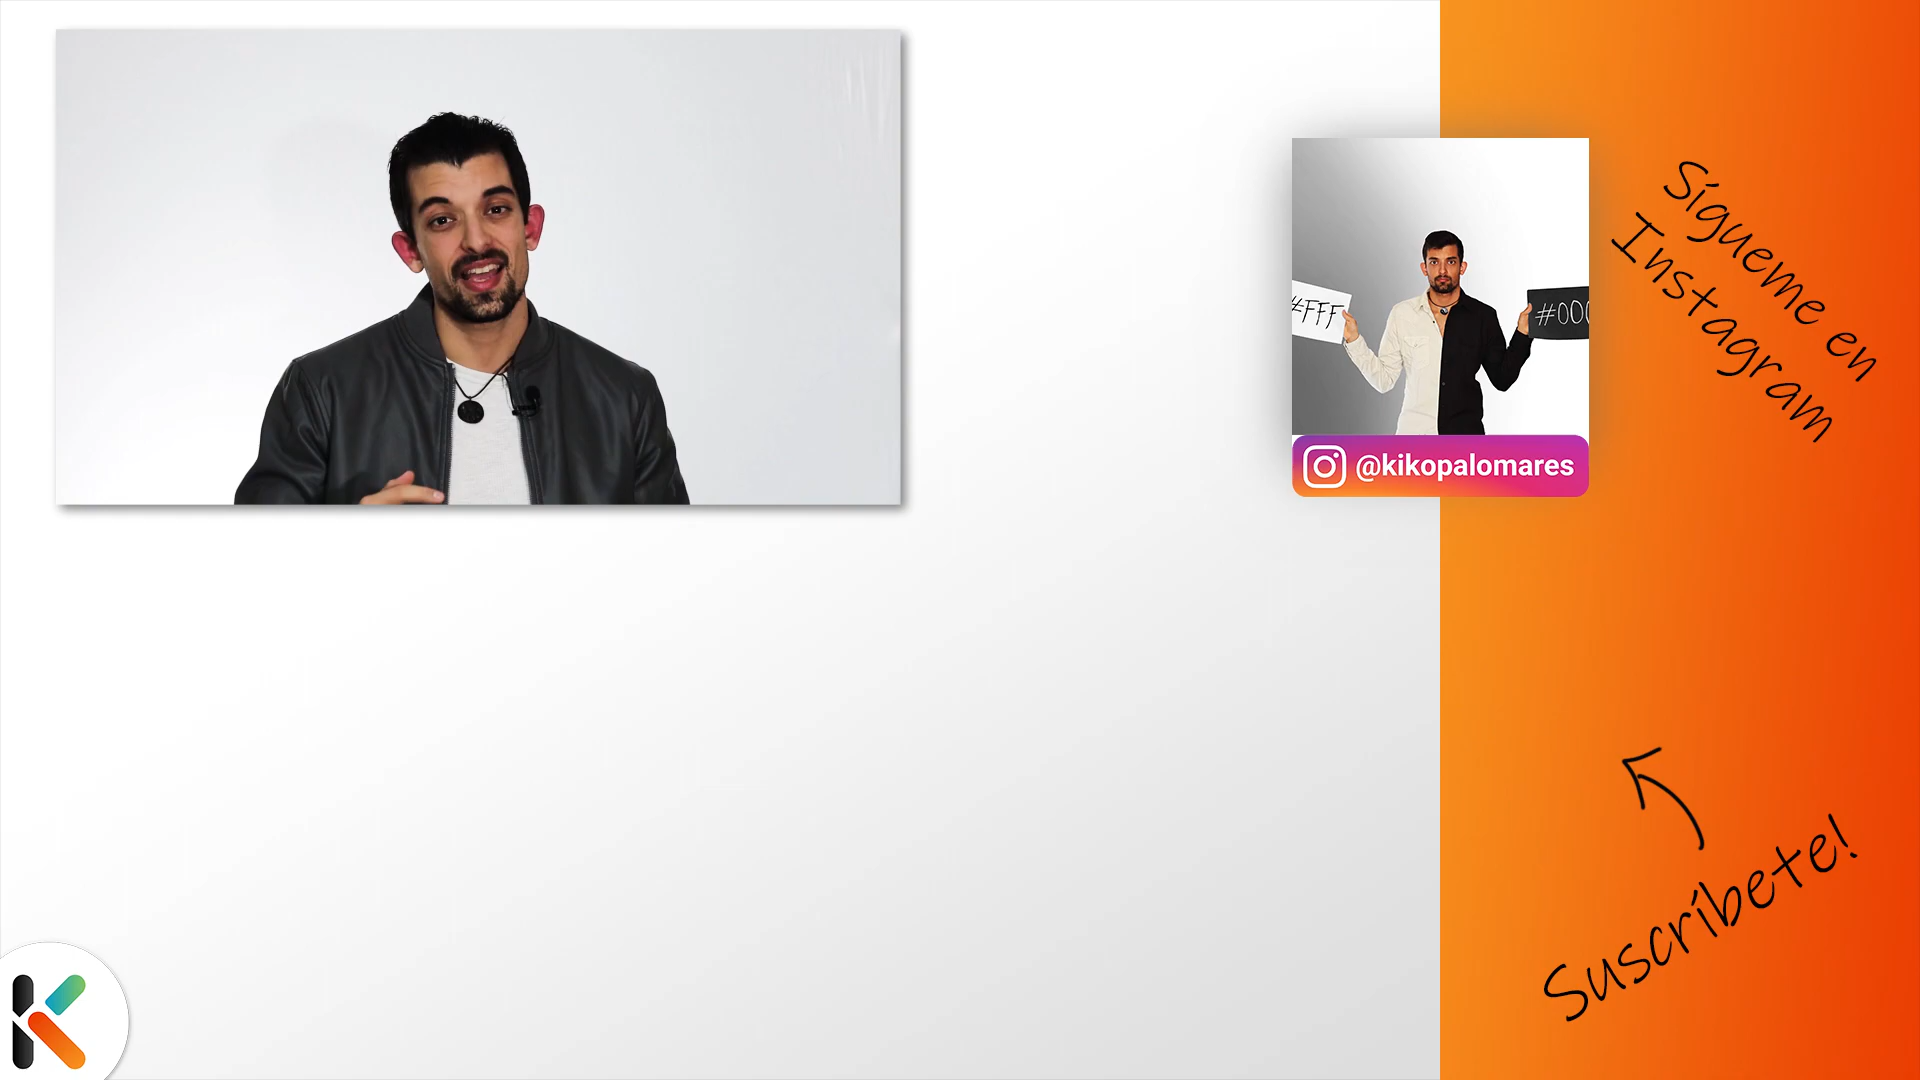 Sígueme en
Instagram
#FFF
#000
@kikopalomares
Suscríbete!